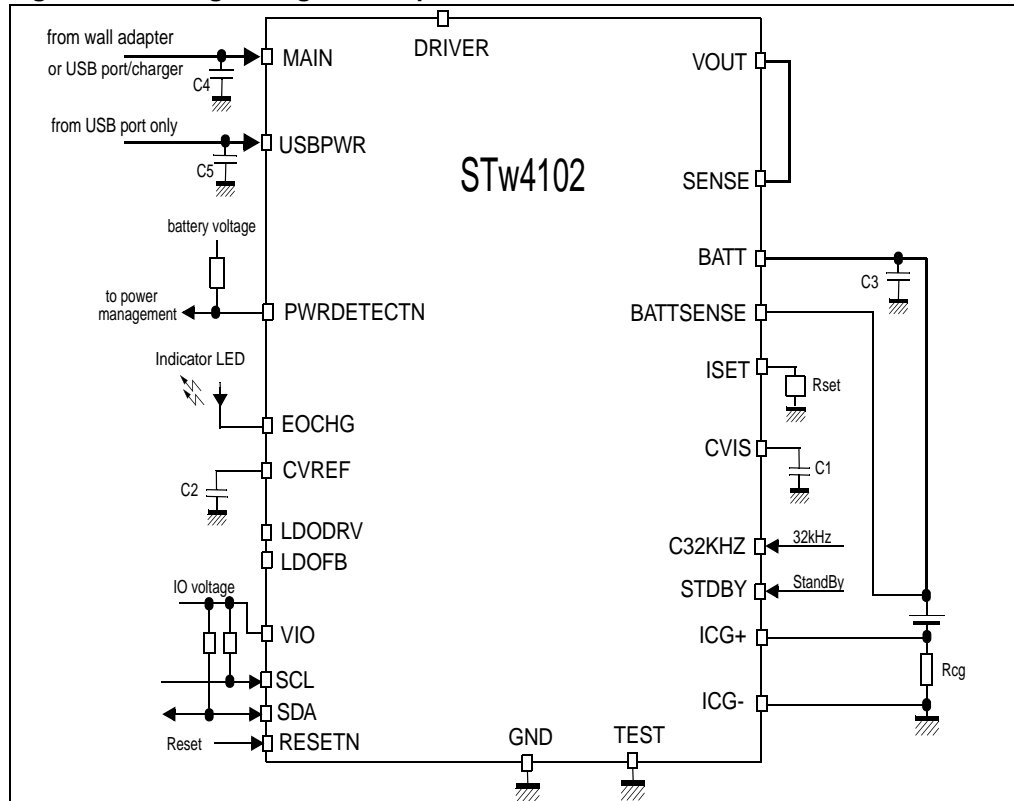 from wall adapter
or USB port/charger
C4
MAIN
DRIVER
VOUT
from USB port only
C5
USBPWR
STw4102
SENSE
battery voltage
BATT
C3
to power
management
PWRDETECTN
BATTSENSE
Indicator LED
ISET
Rset
EOCHG
CVREF
C2
CVIS
C1
LDODRV
LDOFB
C32KHZ
32kHz
STDBY
StandBy
IO voltage
VIO
ICG+
Rcg
SCL
SDA
ICG-
Reset
RESETN
GND
TEST